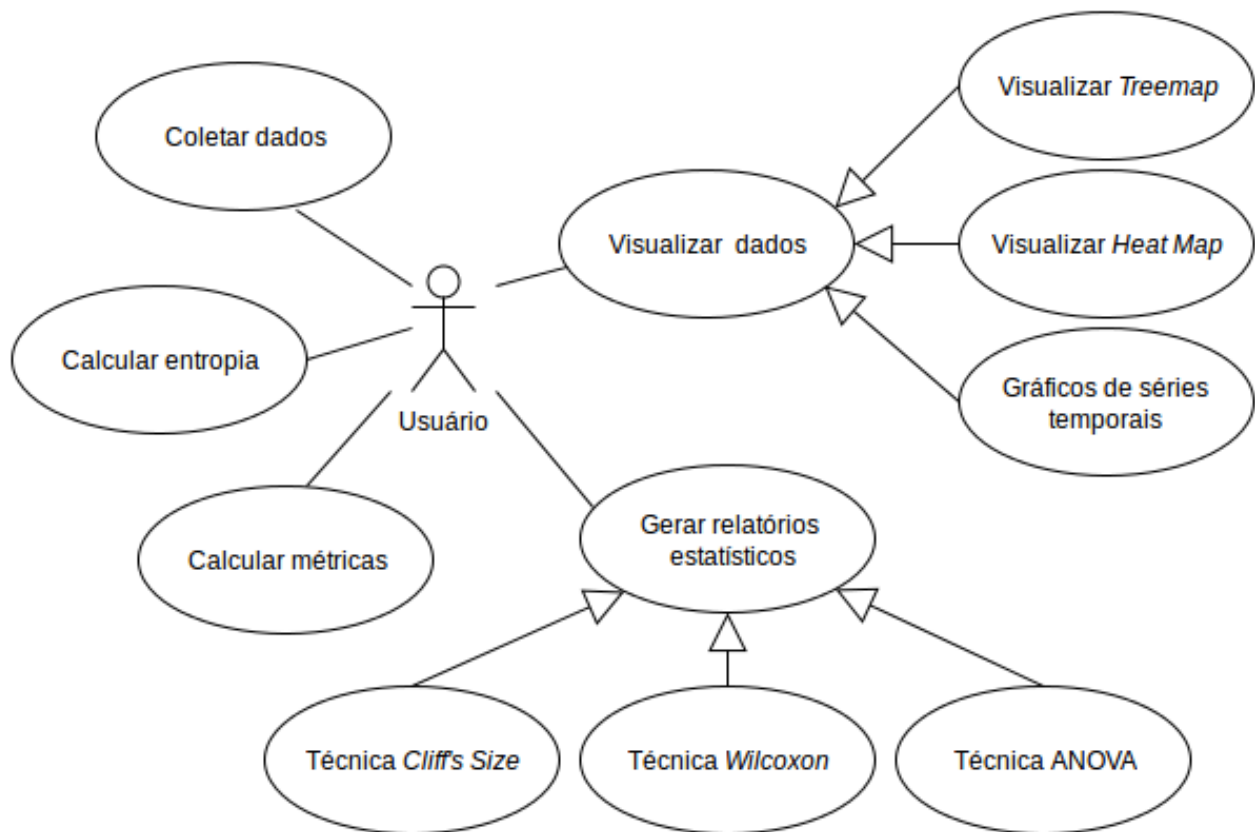 Visualizar Treemap
Coletar dados
Visualizar dados
Visualizar Heat Map
Calcular entropia
Gráficos de séries
temporais
Usuário
Gerar relatórios
estatísticos
Calcular métricas
Técnica Cliff's Size
Técnica Wilcoxon
Técnica ANOVA